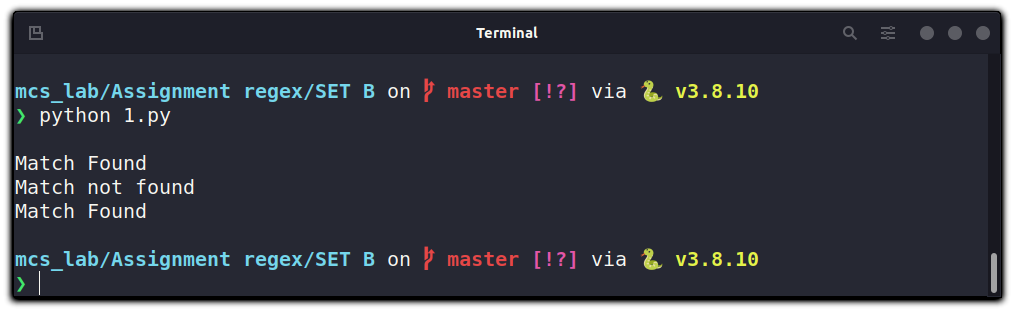 Terminal
mcs_lab/Assignment regex/SET B on master [!?] via 🐍 v3.8.10
❯ python 1.py
Match Found
Match not found
Match Found
mcs_lab/Assignment regex/SET B on master [!?] via 🐍 v3.8.10
❯